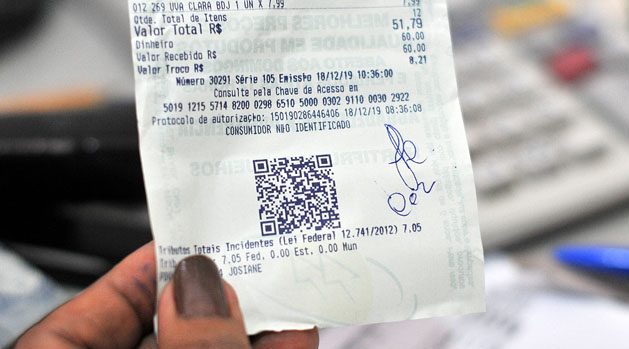 012 269 UVA CLARA BDJ 1 UN X 7.99 7,99
Qtde. Total de Itens 12
Valor Total R$ 51,79
Dinheiro 60.00
Valor Recebido R$ 60.00
Valor Troco R$ 8,21
Número 30291 Série 105 Emissão 18/12/19 10:36:00
Consulte pela Chave de Acesso em
5019 1215 5714 8200 0298 6510 5000 0302 9110 0030 2922
Protocolo de autorização: 150190286446406 18/12/19 08:36:08
CONSUMIDOR NÃO IDENTIFICADO
Tributos Totais Incidentes (Lei Federal 12.741/2012) 7.05
7.05 Fed. 0.00 Est. 0.00 Mun
JOSIANE